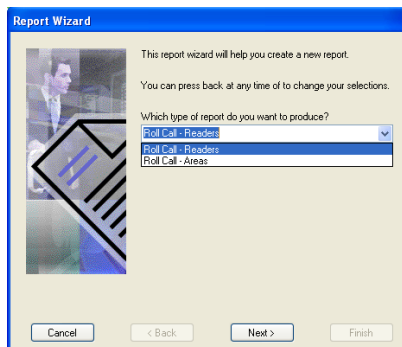 Report Wizard
This report wizard will help you create a new report.
You can press back at any time of to change your selections.
Which type of report do you want to produce?
Roll Call - Readers
Roll Call - Readers
Roll Call - Areas
Cancel
< Back
Next >
Finish